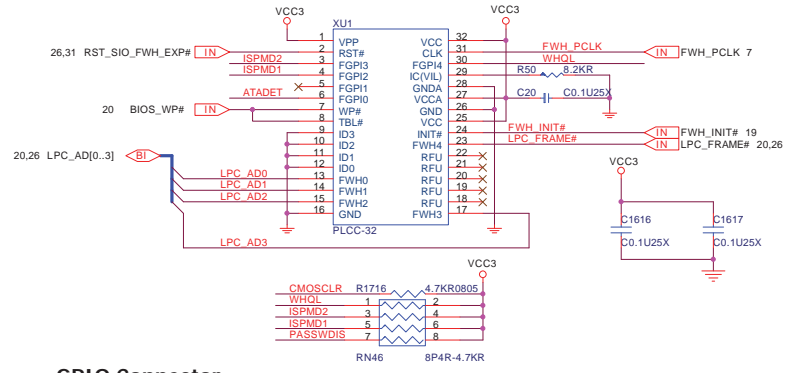 VCC3 VCC3
XU1
1 VPP VCC 32
26,31 RST_SIO_FWH_EXP# IN 2 RST# CLK 31 FWH_PCLK IN FWH_PCLK 7
ISPMD2 3 FGPI3 FGPI4 30 WHQL
ISPMD1 4 FGPI2 IC(VIL) 29 R50 8.2KR
5 FGPI1 GNDA 28
ATADET 6 FGPI0 VCCA 27 C20 C0.1U25X
20 BIOS_WP# IN 7 WP# GND 26
8 TBL# VCC 25
9 ID3 INIT# 24 FWH_INIT# IN FWH_INIT# 19
10 ID2 FWH4 23 LPC_FRAME# IN LPC_FRAME# 20,26
20,26 LPC_AD[0..3] BI 11 ID1 RFU 22
12 ID0 RFU 21
LPC_AD0 13 FWH0 RFU 20
LPC_AD1 14 FWH1 RFU 19
LPC_AD2 15 FWH2 RFU 18
16 GND FWH3 17
PLCC-32
LPC_AD3
VCC3
C1616 C1617
C0.1U25X C0.1U25X
VCC3
CMOSCLR R1716 4.7KR0805
WHQL 1 2
ISPMD2 3 4
ISPMD1 5 6
PASSWDIS 7 8
RN46 8P4R-4.7KR